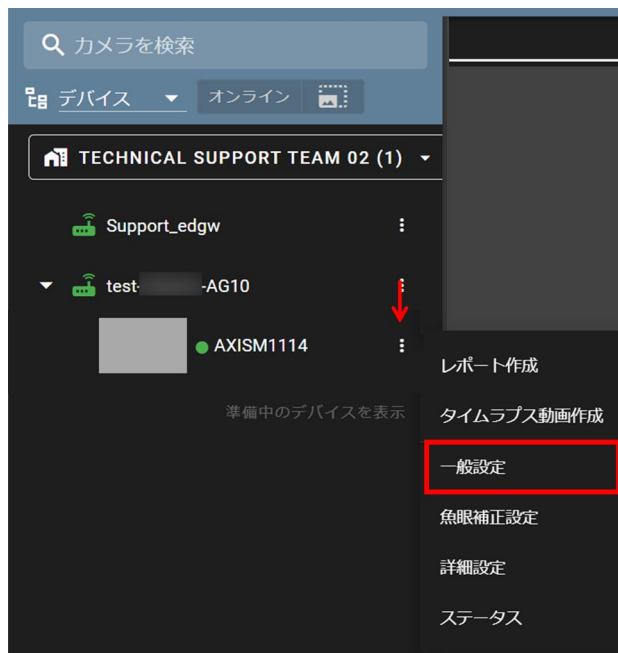 カメラを検索
デバイス オンライン
TECHNICAL SUPPORT TEAM 02 (1)
Support_edgw
test- -AG10
AXISM1114
準備中のデバイスを表示
レポート作成
タイムラプス動画作成
一般設定
魚眼補正設定
詳細設定
ステータス